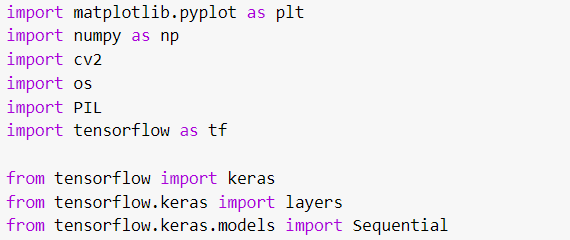 import matplotlib.pyplot as plt
import numpy as np
import cv2
import os
import PIL
import tensorflow as tf
from tensorflow import keras
from tensorflow.keras import layers
from tensorflow.keras.models import Sequential